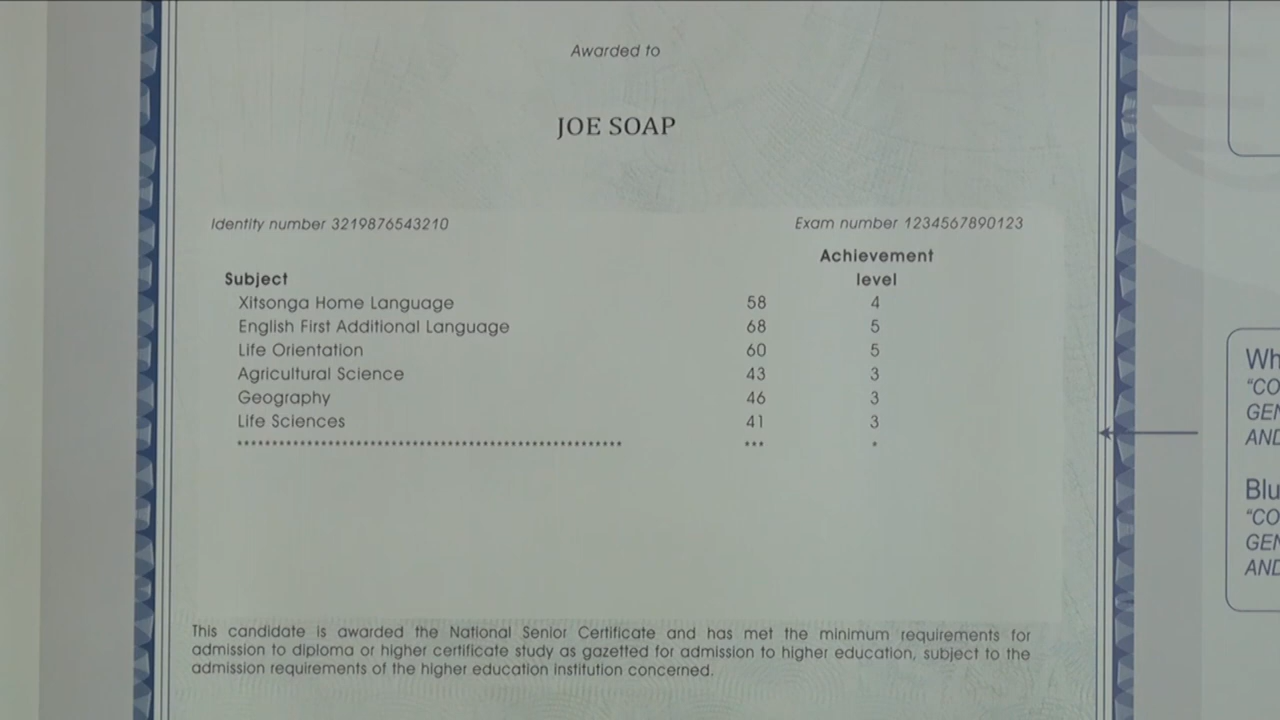 Awarded to
JOE SOAP
Identity number 3219876543210 Exam number 1234567890123
Achievement
Subject level
Xitsonga Home Language 58 4
English First Additional Language 68 5
Life Orientation 60 5
Agricultural Science 43 3
Geography 46 3
Life Sciences 41 3
******************************************************* *** *
This candidate is awarded the National Senior Certificate and has met the minimum requirements for
admission to diploma or higher certificate study as gazetted for admission to higher education, subject to the
admission requirements of the higher education institution concerned.
Wh
"CO
GEN
AND
Blu
"CO
GEN
AND